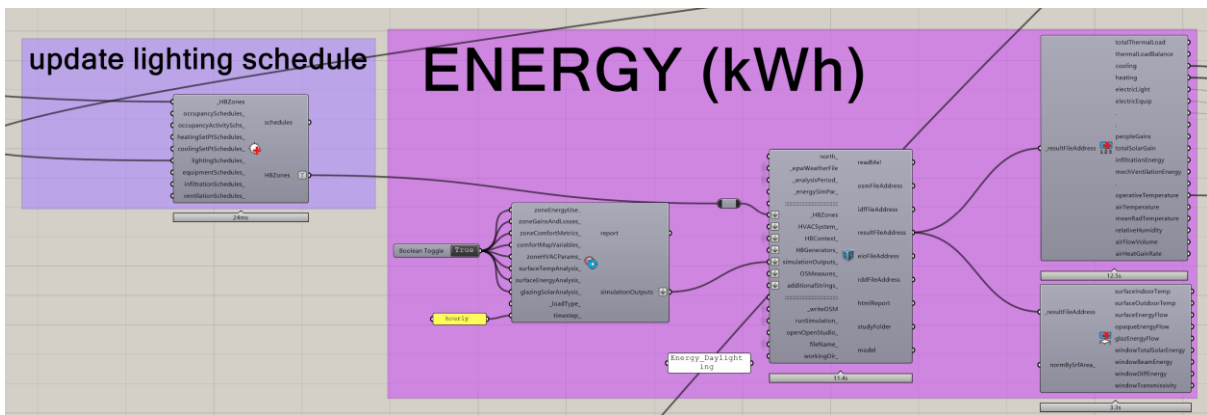 update lighting schedule
_HBZones
occupancySchedules_
occupancyActivitySchs_
heatingSetPtSchedules_
coolingSetPtSchedules_
lightingSchedules_
equipmentSchedules_
infiltrationSchedules_
ventilationSchedules_
schedules
HBZones
24ms
ENERGY (kWh)
Boolean Toggle True
hourly
zoneEnergyUse_
zoneGainsAndLosses_
zoneComfortMetrics_
comfortMapVariables_
zoneHVACParams_
surfaceTempAnalysis_
surfaceEnergyAnalysis_
glazingSolarAnalysis_
_loadType_
timestep_
report
simulationOutputs
Energy_Daylight
ing
north_
_epwWeatherFile
_analysisPeriod_
_energySimPar_
_HBZones
HVACSystem_
HBContext_
HBGenerators_
simulationOutputs_
OSMeasures_
additionalStrings_
_writeOSM
runSimulation_
openOpenStudio_
fileName_
workingDir_
readMe!
osmFileAddress
idfFileAddress
resultFileAddress
eioFileAddress
rddFileAddress
htmlReport
studyFolder
model
11.4s
_resultFileAddress
totalThermalLoad
thermalLoadBalance
cooling
heating
electricLight
electricEquip
.
.
peopleGains
totalSolarGain
infiltrationEnergy
mechVentilationEnergy
.
operativeTemperature
airTemperature
meanRadTemperature
relativeHumidity
airFlowVolume
airHeatGainRate
12.5s
_resultFileAddress
normBySrfArea_
surfaceIndoorTemp
surfaceOutdoorTemp
surfaceEnergyFlow
opaqueEnergyFlow
glazEnergyFlow
windowTotalSolarEnergy
windowBeamEnergy
windowDiffEnergy
windowTransmissivity
3.3s